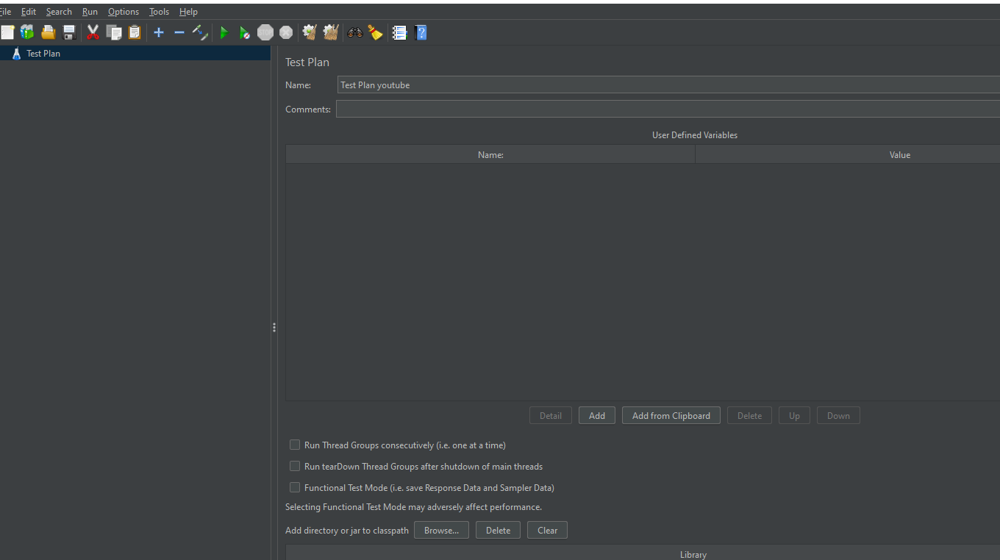 File Edit Search Run Options Tools Help
STOP
Test Plan
Test Plan
Name: Test Plan youtube
Comments:
User Defined Variables
Name: Value
Detail Add Add from Clipboard Delete Up Down
Run Thread Groups consecutively (i.e. one at a time)
Run tearDown Thread Groups after shutdown of main threads
Functional Test Mode (i.e. save Response Data and Sampler Data)
Selecting Functional Test Mode may adversely affect performance.
Add directory or jar to classpath Browse... Delete Clear
Library